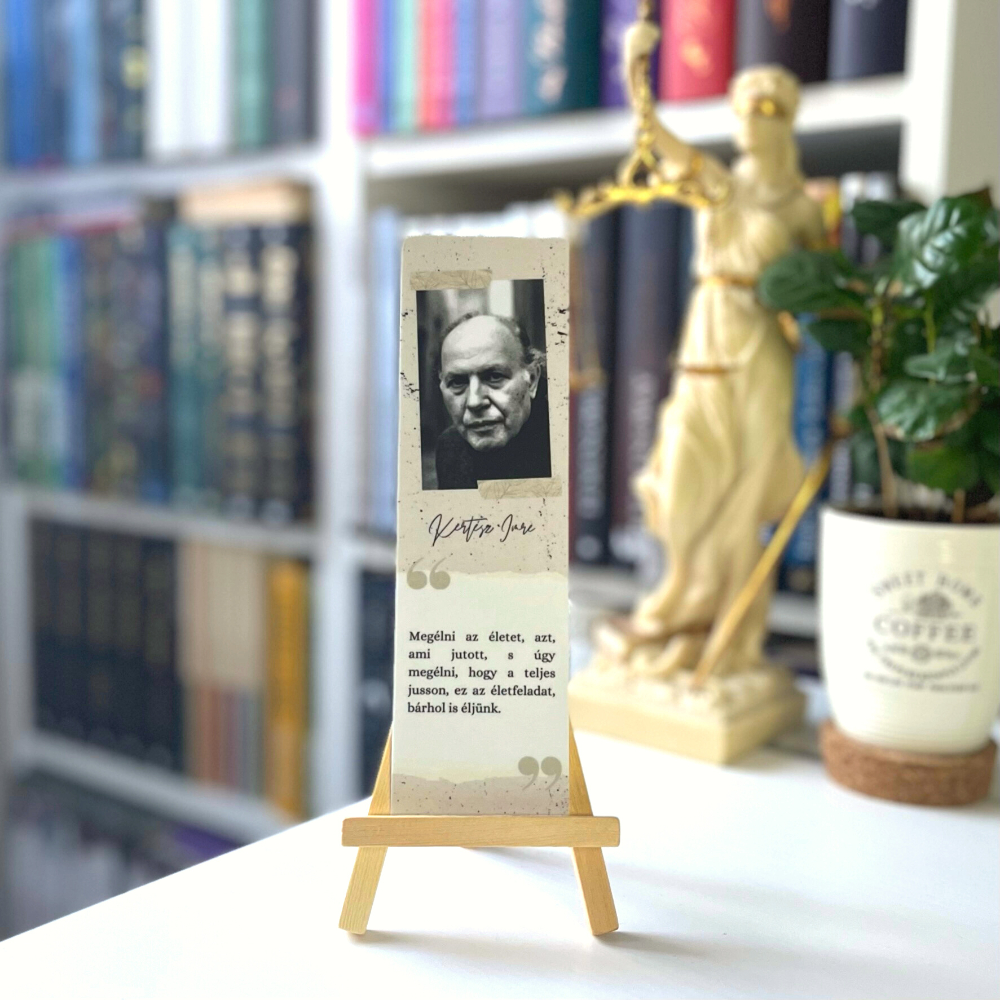 Kertész Imre
“
Megélni az életet, azt,
ami jutott, s úgy
megélni, hogy a teljes
jusson, ez az életfeladat,
bárhol is éljünk.
”
COFFEE